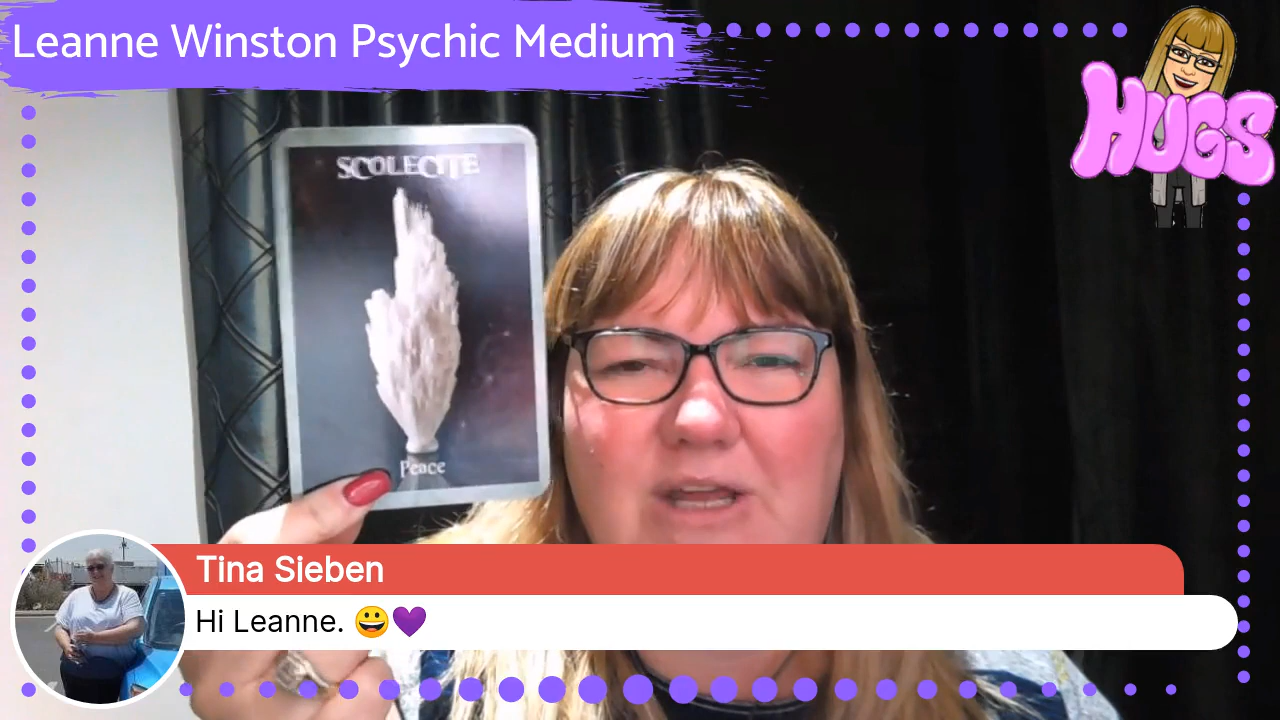 Leanne Winston Psychic Medium
HUGS
SCOLECITE
Peace
Tina Sieben
Hi Leanne. 😀💜